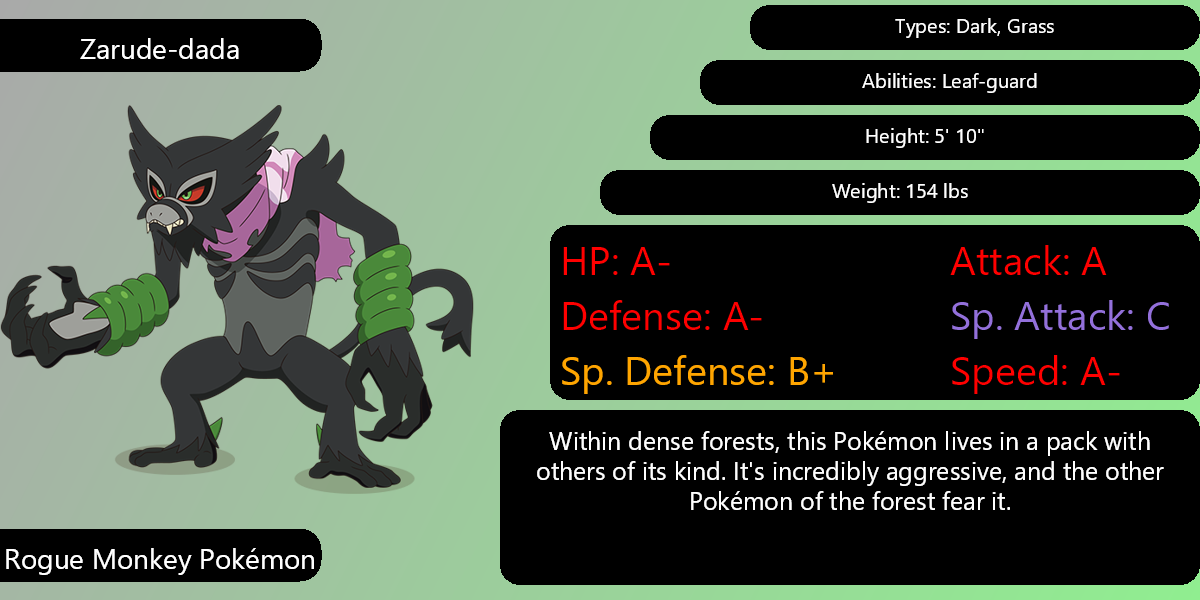 Zarude-dada
Types: Dark, Grass
Abilities: Leaf-guard
Height: 5' 10"
Weight: 154 lbs
HP: A-
Attack: A
Defense: A-
Sp. Attack: C
Sp. Defense: B+
Speed: A-
Within dense forests, this Pokémon lives in a pack with
others of its kind. It's incredibly aggressive, and the other
Pokémon of the forest fear it.
Rogue Monkey Pokémon